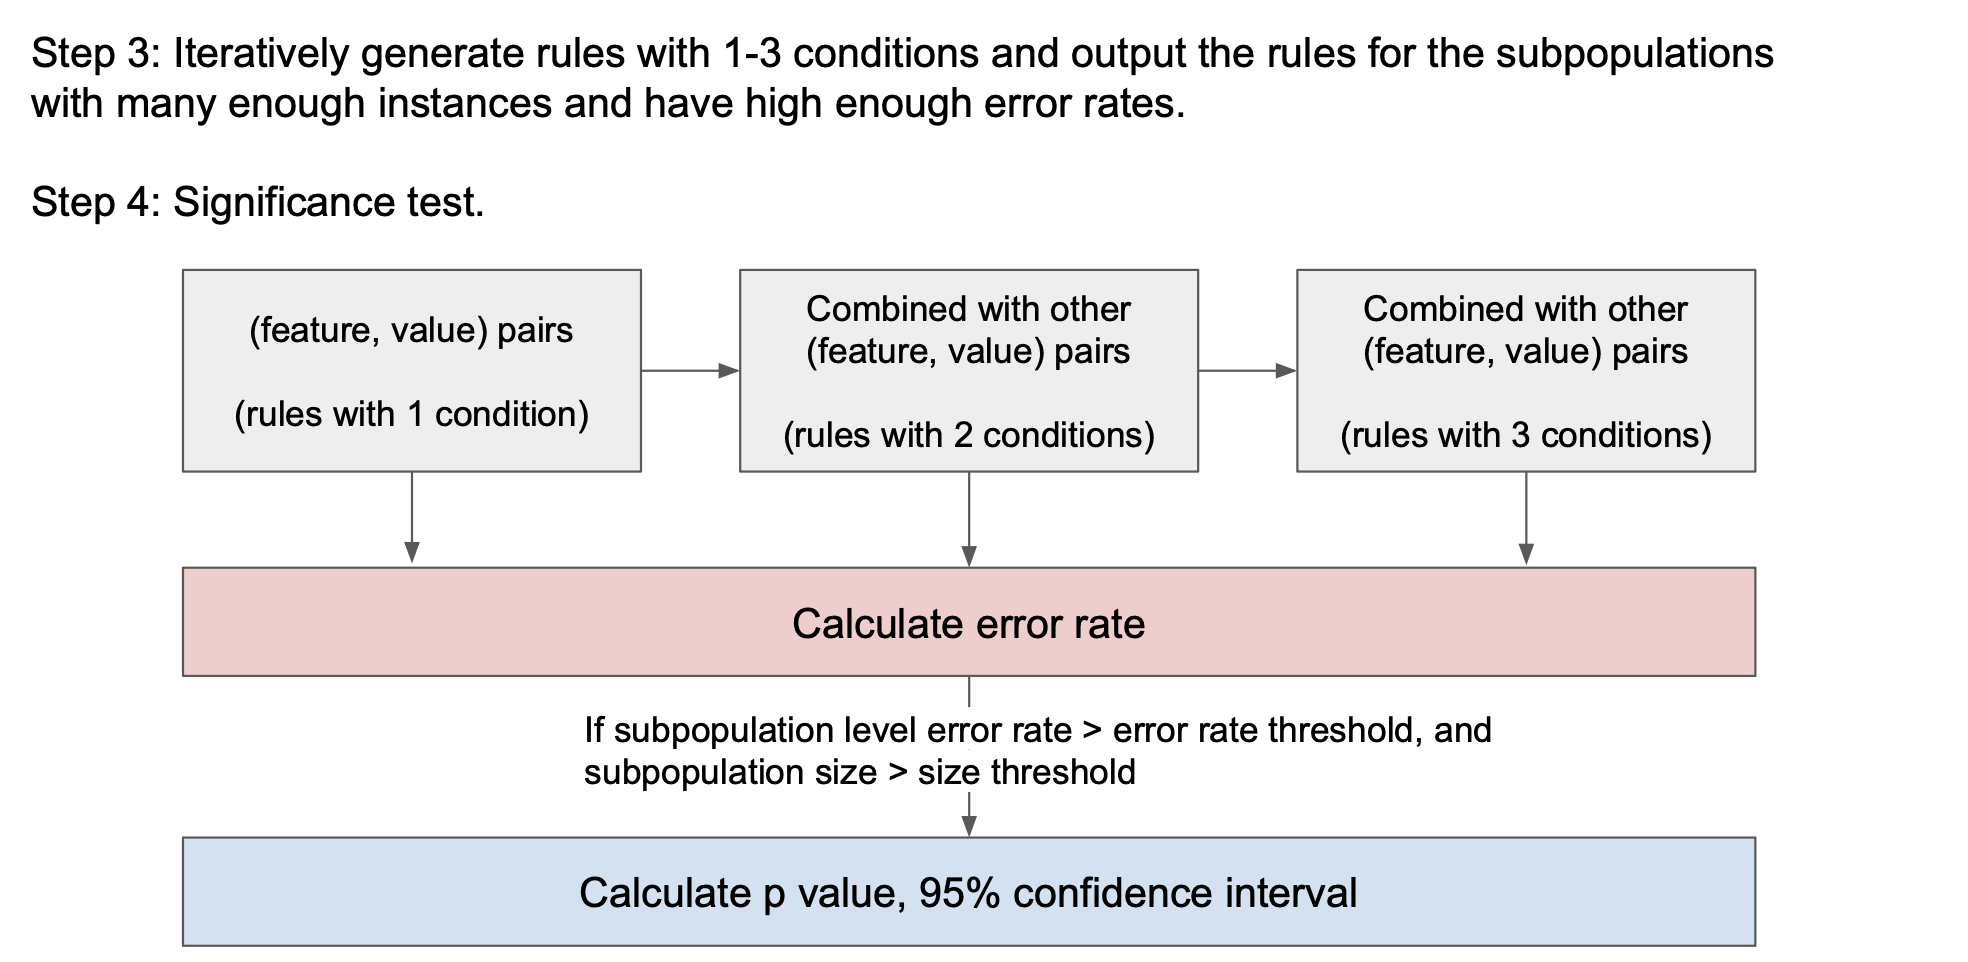 Step 3: Iteratively generate rules with 1-3 conditions and output the rules for the subpopulations
with many enough instances and have high enough error rates.
Step 4: Significance test.
(feature, value) pairs
(rules with 1 condition)
Combined with other
(feature, value) pairs
(rules with 2 conditions)
Combined with other
(feature, value) pairs
(rules with 3 conditions)
Calculate error rate
If subpopulation level error rate > error rate threshold, and
subpopulation size > size threshold
Calculate p value, 95% confidence interval